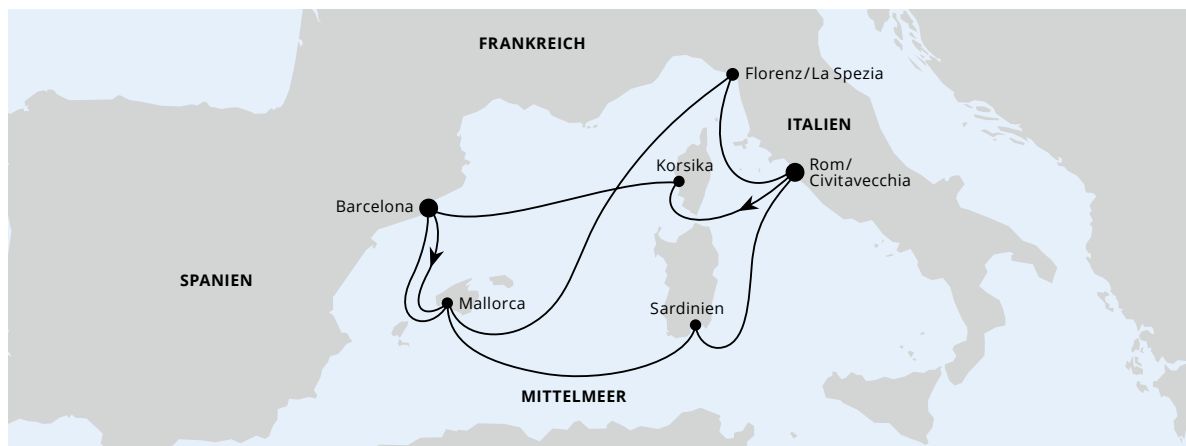 FRANKREICH
Florenz/La Spezia
ITALIEN
Korsika
Rom/
Civitavecchia
Barcelona
SPANIEN
Mallorca
Sardinien
MITTELMEER